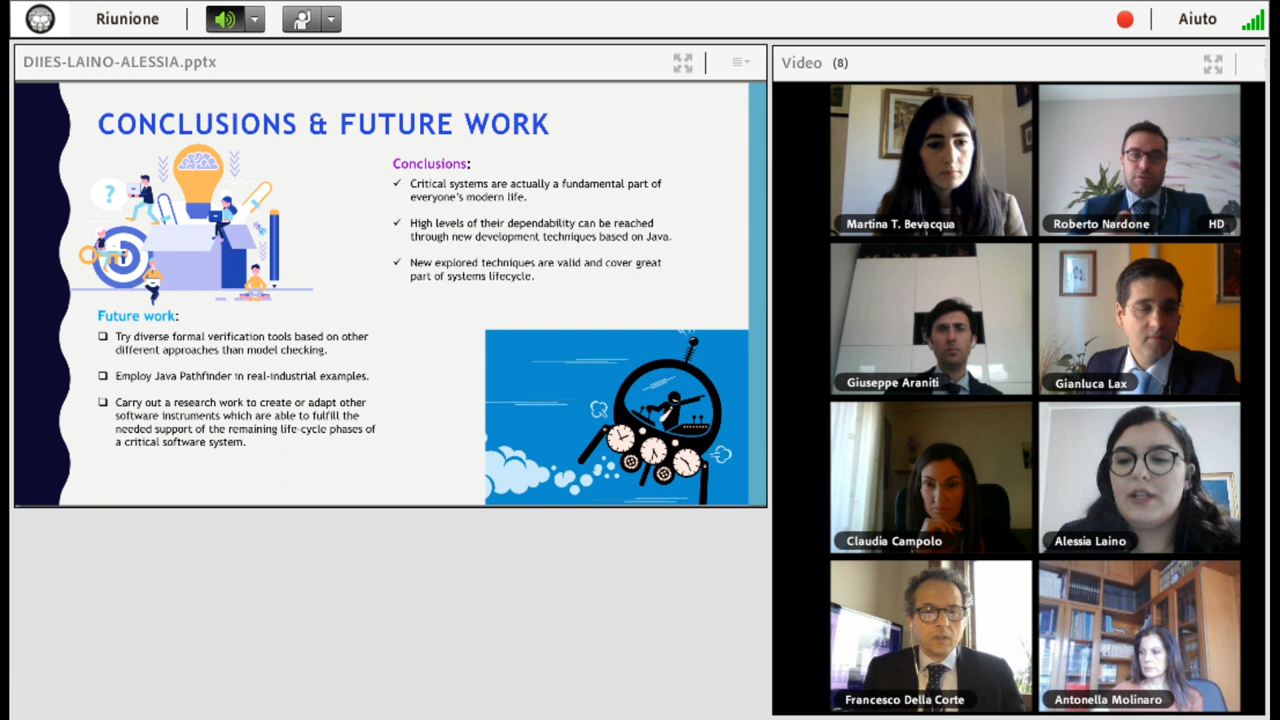 Riunione
Aiuto
DIIES-LAINO-ALESSIA.pptx
Video (8)
CONCLUSIONS & FUTURE WORK
?
Conclusions:
Critical systems are actually a fundamental part of
everyone's modern life.
High levels of their dependability can be reached
through new development techniques based on Java.
New explored techniques are valid and cover great
part of systems lifecycle.
Future work:
Try diverse formal verification tools based on other
different approaches than model checking.
Employ Java Pathfinder in real-industrial examples.
Carry out a research work to create or adapt other
software instruments which are able to fulfill the
needed support of the remaining life-cycle phases of
a critical software system.
Martina T. Bevacqua
Roberto Nardone HD
Giuseppe Araniti
Gianluca Lax
Claudia Campolo
Alessia Laino
Francesco Della Corte
Antonella Molinaro